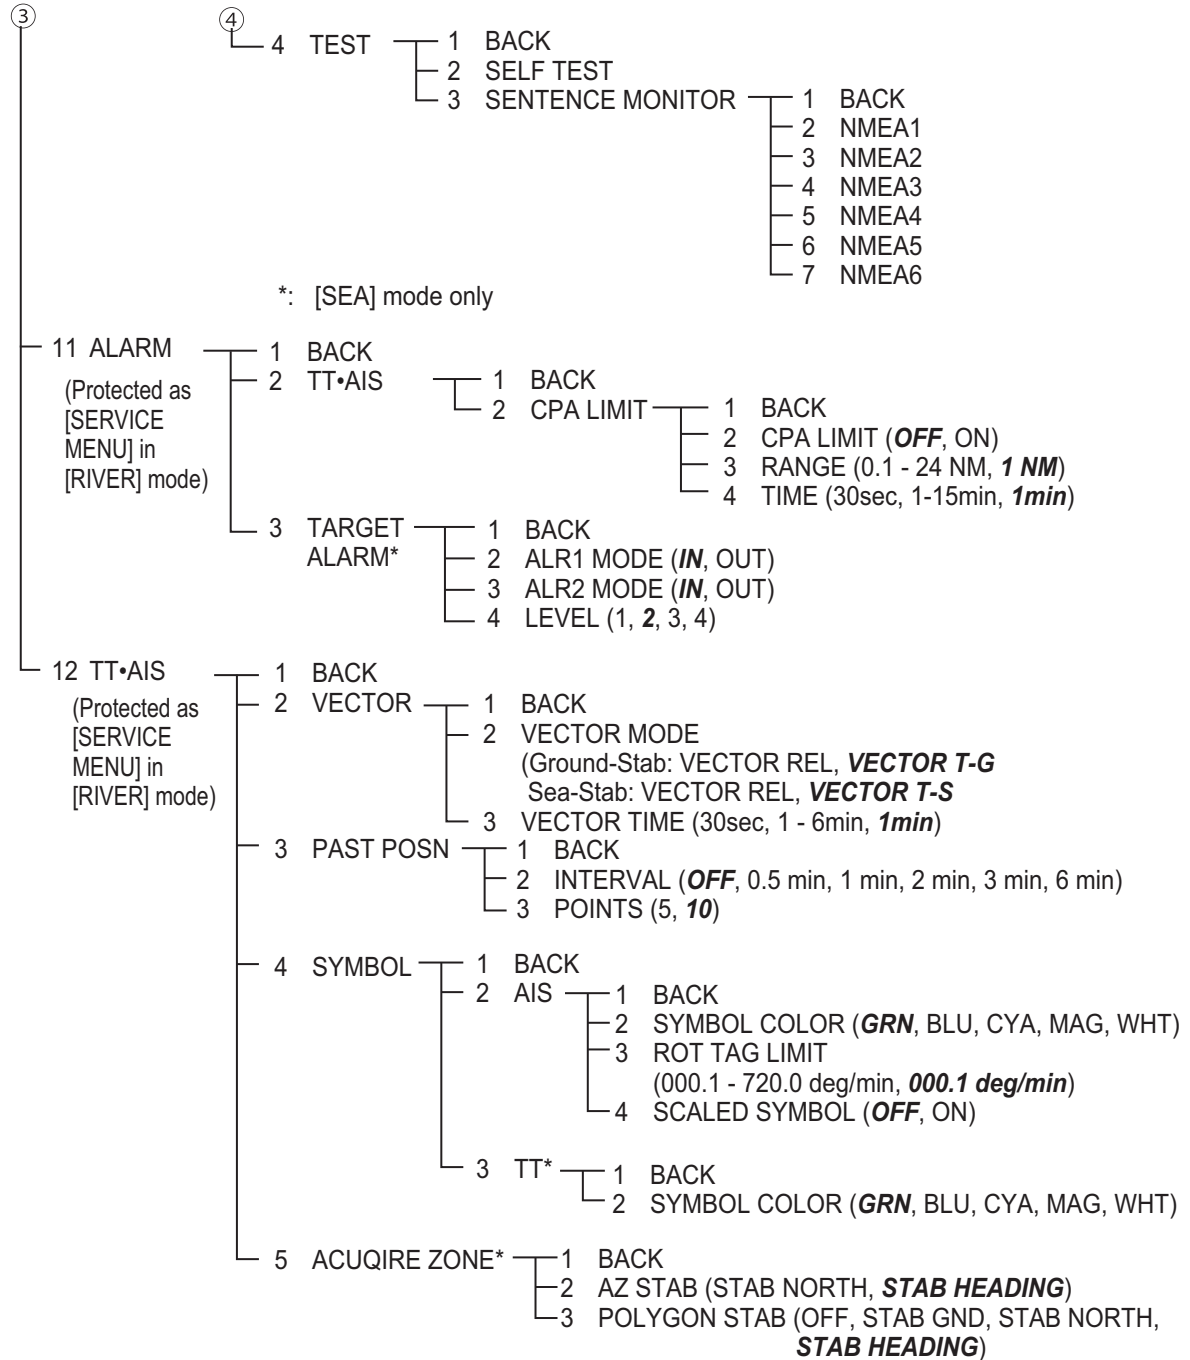 ③ ④
4 TEST 1 BACK
2 SELF TEST
3 SENTENCE MONITOR 1 BACK
2 NMEA1
3 NMEA2
4 NMEA3
5 NMEA4
6 NMEA5
7 NMEA6
*: [SEA] mode only
11 ALARM 1 BACK
(Protected as
[SERVICE
MENU] in
[RIVER] mode)
2 TT•AIS 1 BACK
2 CPA LIMIT 1 BACK
2 CPA LIMIT (OFF, ON)
3 RANGE (0.1 - 24 NM, 1 NM)
4 TIME (30sec, 1-15min, 1min)
3 TARGET
ALARM*
1 BACK
2 ALR1 MODE (IN, OUT)
3 ALR2 MODE (IN, OUT)
4 LEVEL (1, 2, 3, 4)
12 TT•AIS 1 BACK
(Protected as
[SERVICE
MENU] in
[RIVER] mode)
2 VECTOR 1 BACK
2 VECTOR MODE
(Ground-Stab: VECTOR REL, VECTOR T-G
Sea-Stab: VECTOR REL, VECTOR T-S
3 VECTOR TIME (30sec, 1 - 6min, 1min)
3 PAST POSN 1 BACK
2 INTERVAL (OFF, 0.5 min, 1 min, 2 min, 3 min, 6 min)
3 POINTS (5, 10)
4 SYMBOL 1 BACK
2 AIS 1 BACK
2 SYMBOL COLOR (GRN, BLU, CYA, MAG, WHT)
3 ROT TAG LIMIT
(000.1 - 720.0 deg/min, 000.1 deg/min)
4 SCALED SYMBOL (OFF, ON)
3 TT* 1 BACK
2 SYMBOL COLOR (GRN, BLU, CYA, MAG, WHT)
5 ACUQIRE ZONE* 1 BACK
2 AZ STAB (STAB NORTH, STAB HEADING)
3 POLYGON STAB (OFF, STAB GND, STAB NORTH,
STAB HEADING)